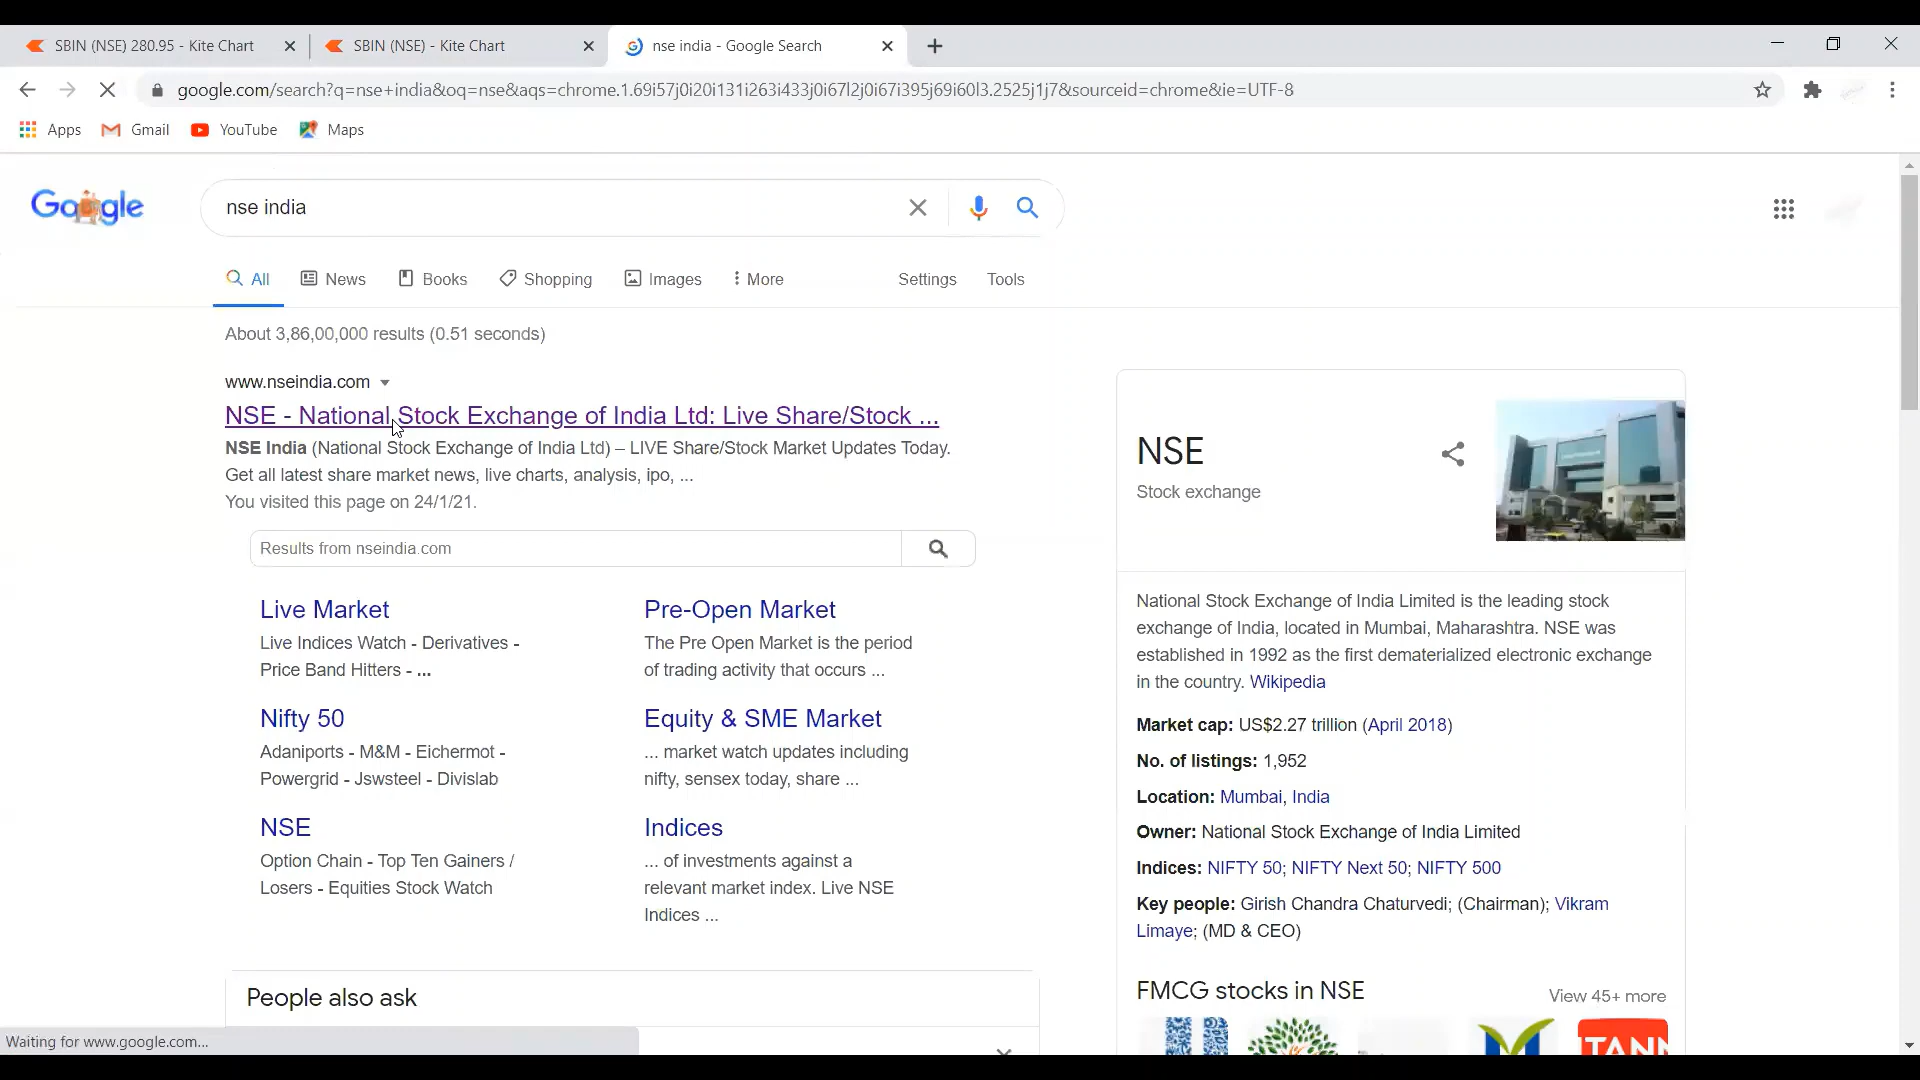 SBIN (NSE) 280.95 - Kite Chart
SBIN (NSE) - Kite Chart
nse india - Google Search
google.com/search?q=nse+india&oq=nse&aqs=chrome.1.69i57j0i20i131i263i433j0i67l2j0i67i395j69i60l3.2525j1j7&sourceid=chrome&ie=UTF-8
Apps
Gmail
YouTube
Maps
Google
nse india
All
News
Books
Shopping
Images
More
Settings
Tools
About 3,86,00,000 results (0.51 seconds)
www.nseindia.com
NSE - National Stock Exchange of India Ltd: Live Share/Stock ...
NSE India (National Stock Exchange of India Ltd) – LIVE Share/Stock Market Updates Today.
Get all latest share market news, live charts, analysis, ipo, ...
You visited this page on 24/1/21.
Results from nseindia.com
Live Market
Live Indices Watch - Derivatives -
Price Band Hitters - ...
Pre-Open Market
The Pre Open Market is the period
of trading activity that occurs ...
Nifty 50
Adaniports - M&M - Eichermot -
Powergrid - Jswsteel - Divislab
Equity & SME Market
... market watch updates including
nifty, sensex today, share ...
NSE
Option Chain - Top Ten Gainers /
Losers - Equities Stock Watch
Indices
... of investments against a
relevant market index. Live NSE
Indices ...
People also ask
NSE
Stock exchange
National Stock Exchange of India Limited is the leading stock
exchange of India, located in Mumbai, Maharashtra. NSE was
established in 1992 as the first dematerialized electronic exchange
in the country. Wikipedia
Market cap: US$2.27 trillion (April 2018)
No. of listings: 1,952
Location: Mumbai, India
Owner: National Stock Exchange of India Limited
Indices: NIFTY 50; NIFTY Next 50; NIFTY 500
Key people: Girish Chandra Chaturvedi; (Chairman); Vikram
Limaye; (MD & CEO)
FMCG stocks in NSE
View 45+ more
TANN
Waiting for www.google.com...